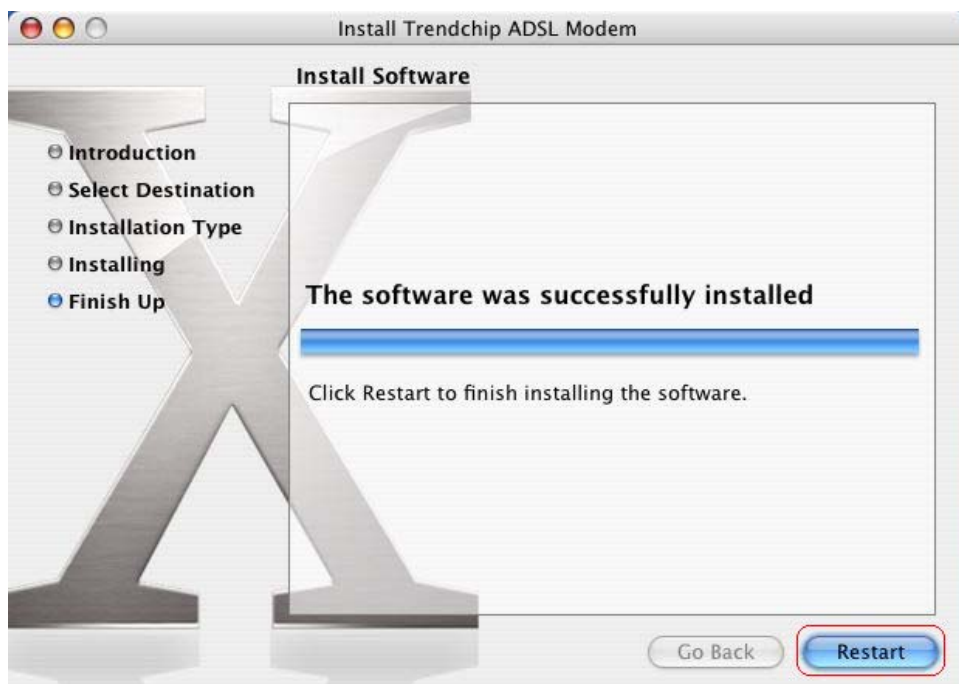 Install Trendchip ADSL Modem
Install Software
Introduction
Select Destination
Installation Type
Installing
Finish Up
The software was successfully installed
Click Restart to finish installing the software.
Go Back
Restart